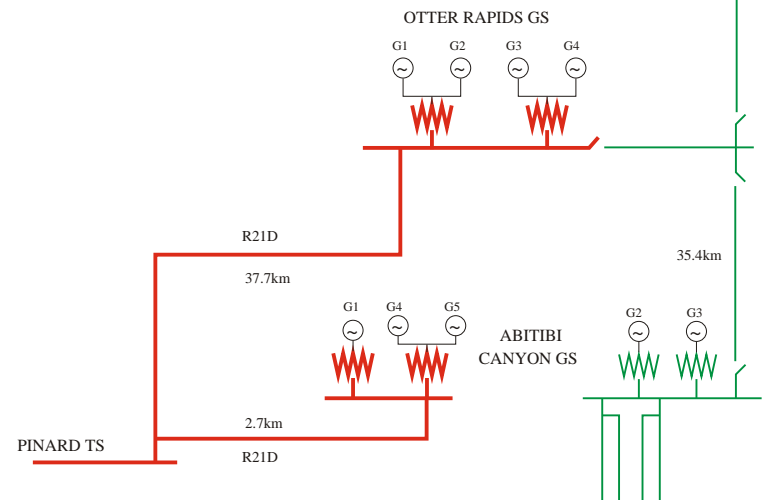 OTTER RAPIDS GS
G1 G2 G3 G4
~ ~ ~ ~
R21D
37.7km
35.4km
G1 G4 G5
~ ~ ~
ABITIBI
CANYON GS
G2 G3
~ ~
2.7km
R21D
PINARD TS